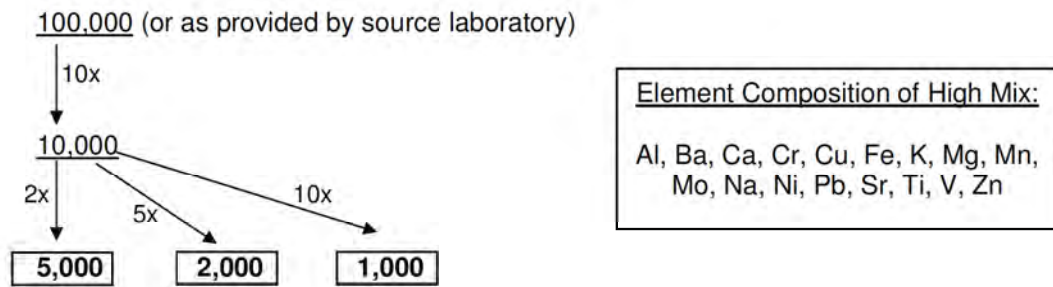 100,000 (or as provided by source laboratory)
10x
10,000
2x
5x
10x
5,000
2,000
1,000
Element Composition of High Mix:
Al, Ba, Ca, Cr, Cu, Fe, K, Mg, Mn,
Mo, Na, Ni, Pb, Sr, Ti, V, Zn